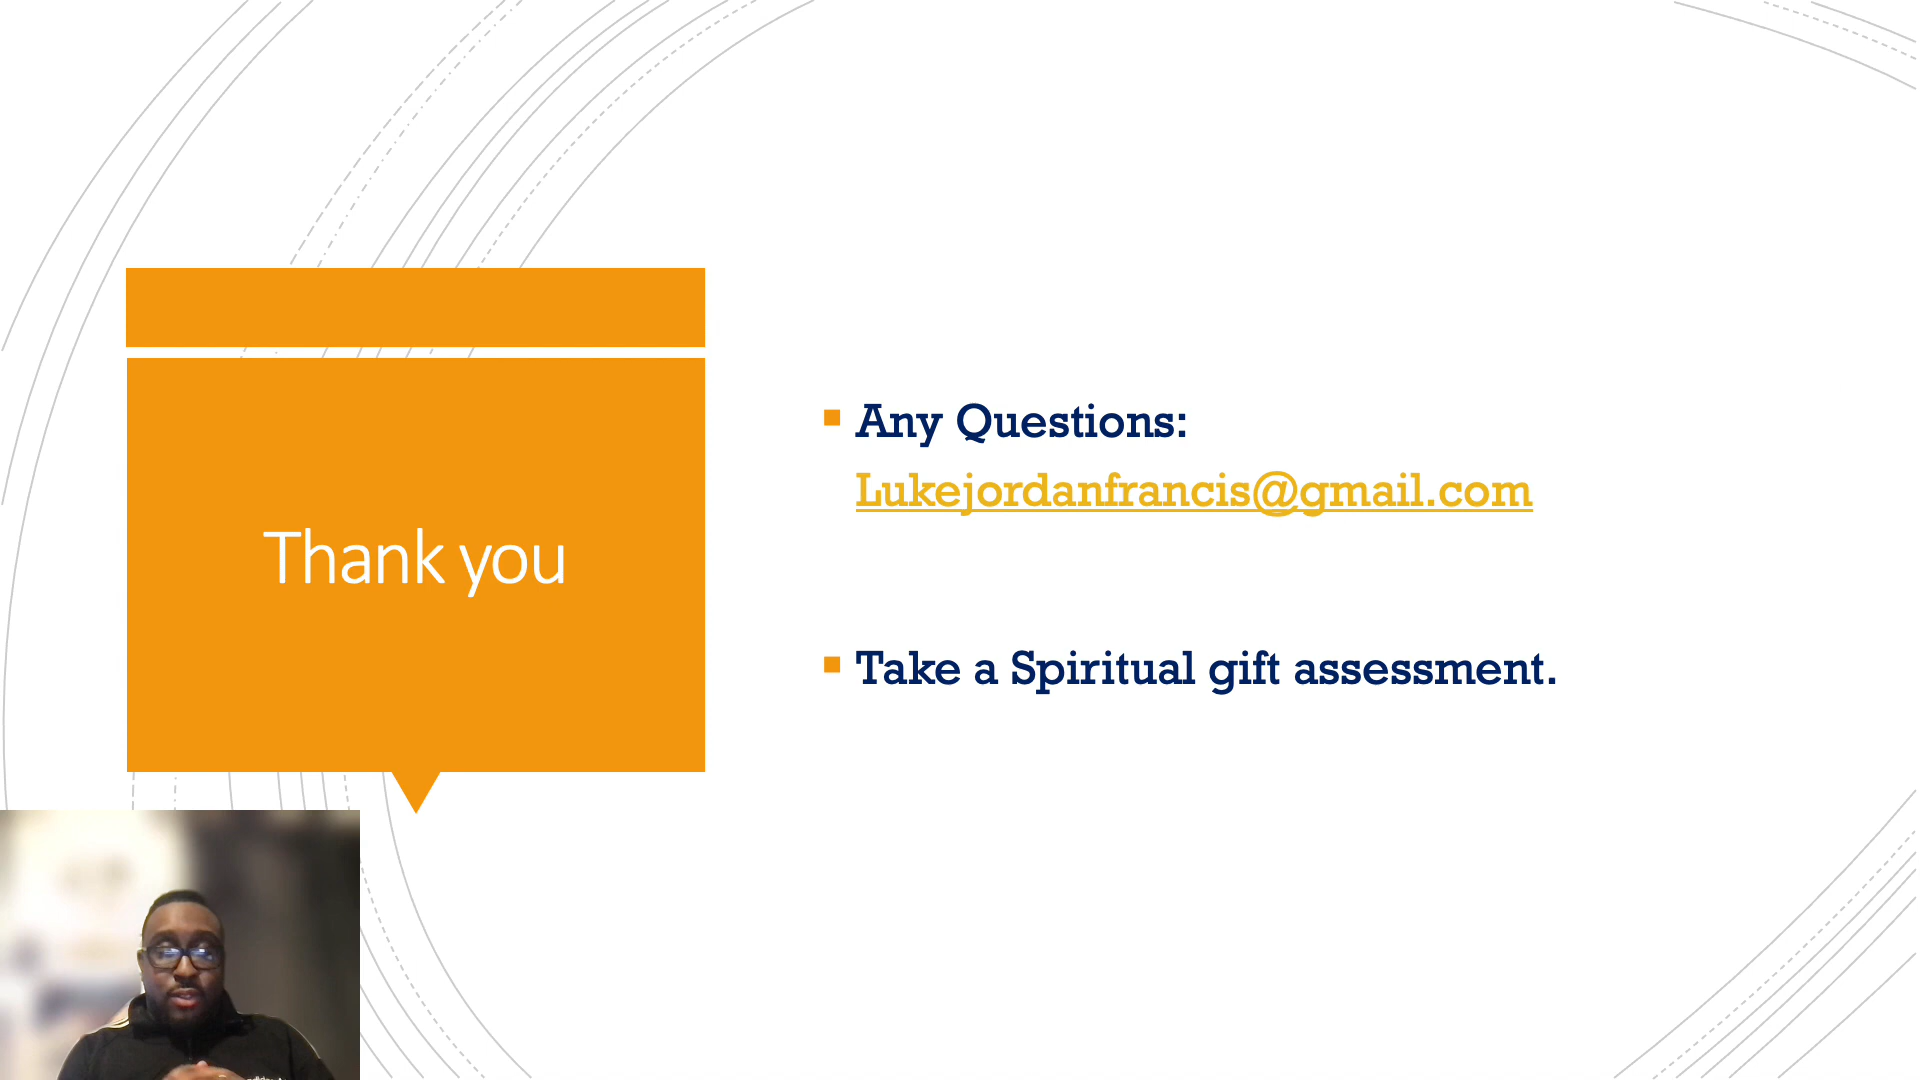 Thank you
Any Questions:
Lukejordanfrancis@gmail.com
Take a Spiritual gift assessment.